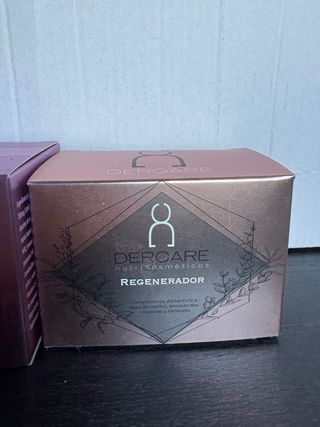 DERCARE
DERCARE
nutricosméticos
REGENERADOR
Complemento Alimenticio a
base de plantas, aminoácidos,
vitaminas y minerales